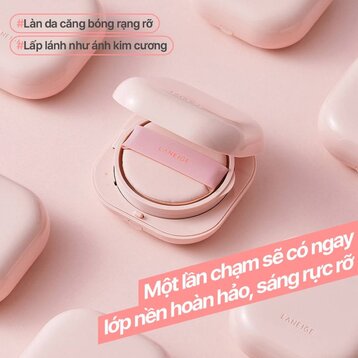 #Làn da căng bóng rạng rỡ
#Lấp lánh như ánh kim cương
LANEIGE
Một lần chạm sẽ có ngay
lớp nền hoàn hảo, sáng rực rỡ
LANEIGE